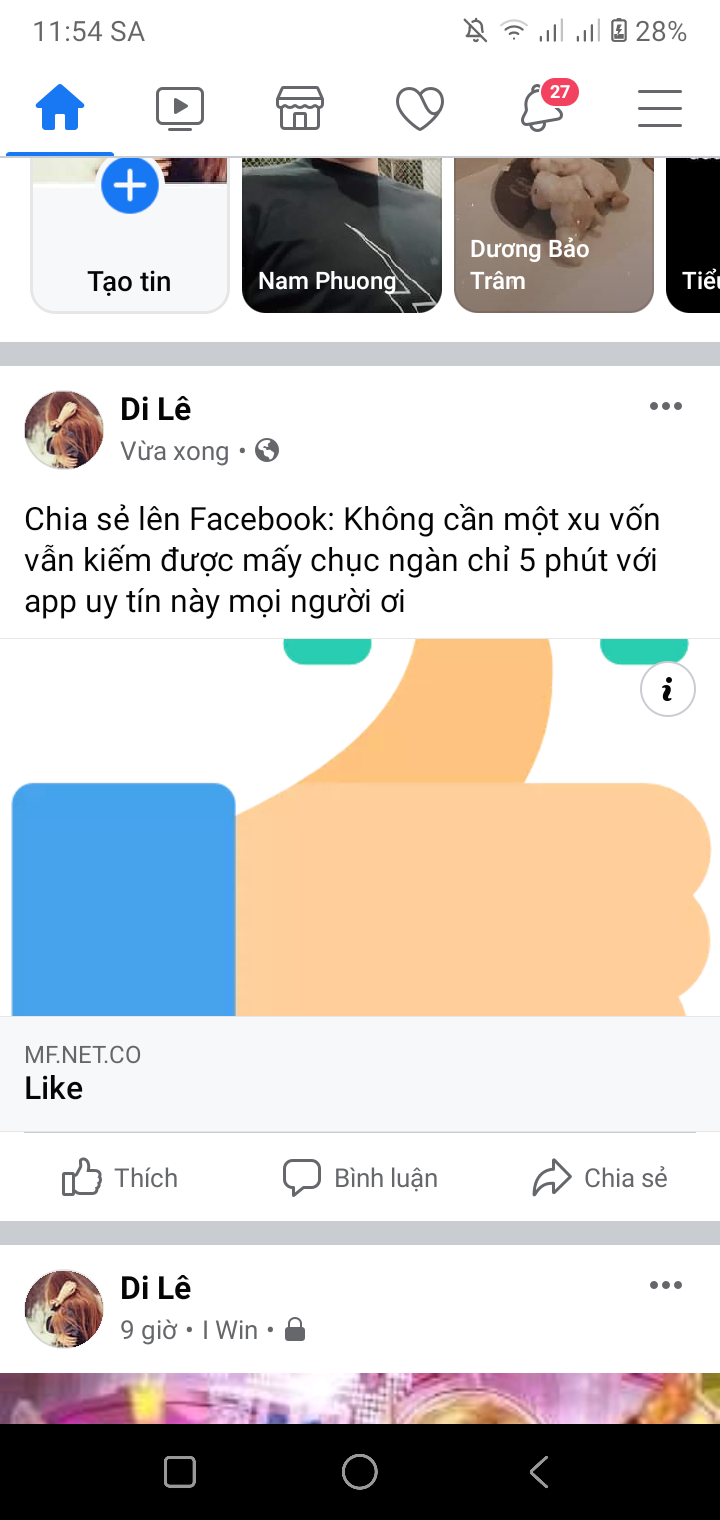 11:54 SA
28%
27
Tạo tin
Nam Phuong
Dương Bảo
Trâm
Di Lê
Vừa xong •
Chia sẻ lên Facebook: Không cần một xu vốn
vẫn kiếm được mấy chục ngàn chỉ 5 phút với
app uy tín này mọi người ơi
i
MF.NET.CO
Like
Thích
Bình luận
Chia sẻ
Di Lê
9 giờ • I Win •